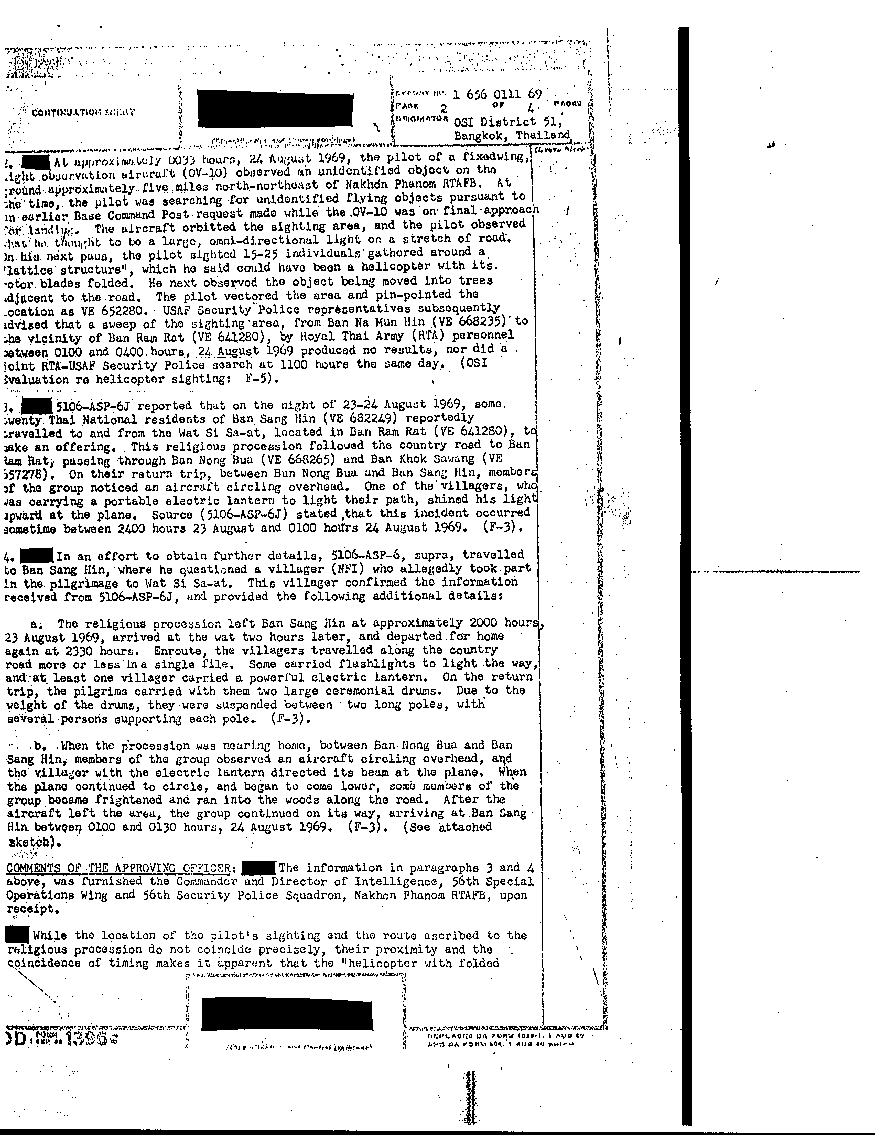 CONTINUATION SHEET
REPORT NO. 1 656 0111 69
PAGE 2 OF 4 PAGES
ORIGINATOR OSI District 51,
Bangkok, Thailand
At approximately 0033 hours, 24 August 1969, the pilot of a fixedwing,
light observation aircraft (OV-10) observed an unidentified object on the
ground approximately five miles north-northeast of Nakhon Phanom RTAFB. At
the time, the pilot was searching for unidentified flying objects pursuant to
an earlier Base Command Post request made while the OV-10 was on final approach
for landing. The aircraft orbitted the sighting area, and the pilot observed
what he thought to be a large, omni-directional light on a stretch of road.
On his next pass, the pilot sighted 15-25 individuals gathered around a
"lattice structure", which he said could have been a helicopter with its
rotor blades folded. He next observed the object being moved into trees
adjacent to the road. The pilot vectored the area and pin-pointed the
location as VE 652280. USAF Security Police representatives subsequently
advised that a sweep of the sighting area, from Ban Na Mun Hin (VE 668235) to
the vicinity of Ban Ram Rat (VE 641280), by Royal Thai Army (RTA) personnel
between 0100 and 0400 hours, 24 August 1969 produced no results, nor did a
joint RTA-USAF Security Police search at 1100 hours the same day. (OSI
Evaluation re helicopter sighting: F-5).
3. 5106-ASP-6J reported that on the night of 23-24 August 1969, some
twenty Thai National residents of Ban Sang Hin (VE 682249) reportedly
travelled to and from the Wat Si Sa-at, located in Ban Ram Rat (VE 641280), to
make an offering. This religious procession followed the country road to Ban
Ram Rat, passing through Ban Nong Bua (VE 668265) and Ban Khok Sawang (VE
657278). On their return trip, between Ban Nong Bua and Ban Sang Hin, members
of the group noticed an aircraft circling overhead. One of the villagers, who
was carrying a portable electric lantern to light their path, shined his light
upward at the plane. Source (5106-ASP-6J) stated that this incident occurred
sometime between 2400 hours 23 August and 0100 hours 24 August 1969. (F-3).
4. In an effort to obtain further details, 5106-ASP-6, supra, travelled
to Ban Sang Hin, where he questioned a villager (NFI) who allegedly took part
in the pilgrimage to Wat Si Sa-at. This villager confirmed the information
received from 5106-ASP-6J, and provided the following additional details:
a. The religious procession left Ban Sang Hin at approximately 2000 hours,
23 August 1969, arrived at the wat two hours later, and departed for home
again at 2330 hours. Enroute, the villagers travelled along the country
road more or less in a single file. Some carried flashlights to light the way,
and at least one villager carried a powerful electric lantern. On the return
trip, the pilgrims carried with them two large ceremonial drums. Due to the
weight of the drums, they were suspended between two long poles, with
several persons supporting each pole. (F-3).
b. When the procession was nearing home, between Ban Nong Bua and Ban
Sang Hin, members of the group observed an aircraft circling overhead, and
the villager with the electric lantern directed its beam at the plane. When
the plane continued to circle, and began to come lower, some members of the
group became frightened and ran into the woods along the road. After the
aircraft left the area, the group continued on its way, arriving at Ban Sang
Hin between 0100 and 0130 hours, 24 August 1969. (F-3). (See attached
sketch).
COMMENTS OF THE APPROVING OFFICER: The information in paragraphs 3 and 4
above, was furnished the Commander and Director of Intelligence, 56th Special
Operations Wing and 56th Security Police Squadron, Nakhon Phanom RTAFB, upon
receipt.
While the location of the pilot's sighting and the route ascribed to the
religious procession do not coincide precisely, their proximity and the
coincidence of timing makes it apparent that the "helicopter with folded
DD FORM 1396c